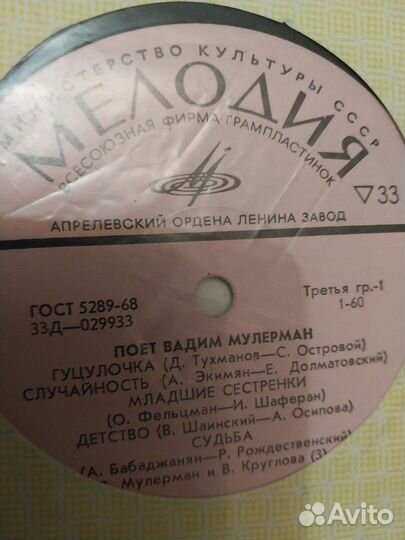 МИНИСТЕРСТВО КУЛЬТУРЫ СССР
МЕЛОДИЯ
ВСЕСОЮЗНАЯ ФИРМА ГРАМПЛАСТИНОК
33
АПРЕЛЕВСКИЙ ОРДЕНА ЛЕНИНА ЗАВОД
ГОСТ 5289-68
33Д—029933
Третья гр.-1
1-60
ПОЕТ ВАДИМ МУЛЕРМАН
ГУЦУЛОЧКА (Д. Тухманов—С. Островой)
СЛУЧАЙНОСТЬ (А. Экимян—Е. Долматовский)
МЛАДШИЕ СЕСТРЕНКИ
(О. Фельцман—И. Шаферан)
ДЕТСТВО (В. Шаинский—А. Осипова)
СУДЬБА
(А. Бабаджанян—Р. Рождественский)
Мулерман и В. Круглова (3)
Avito